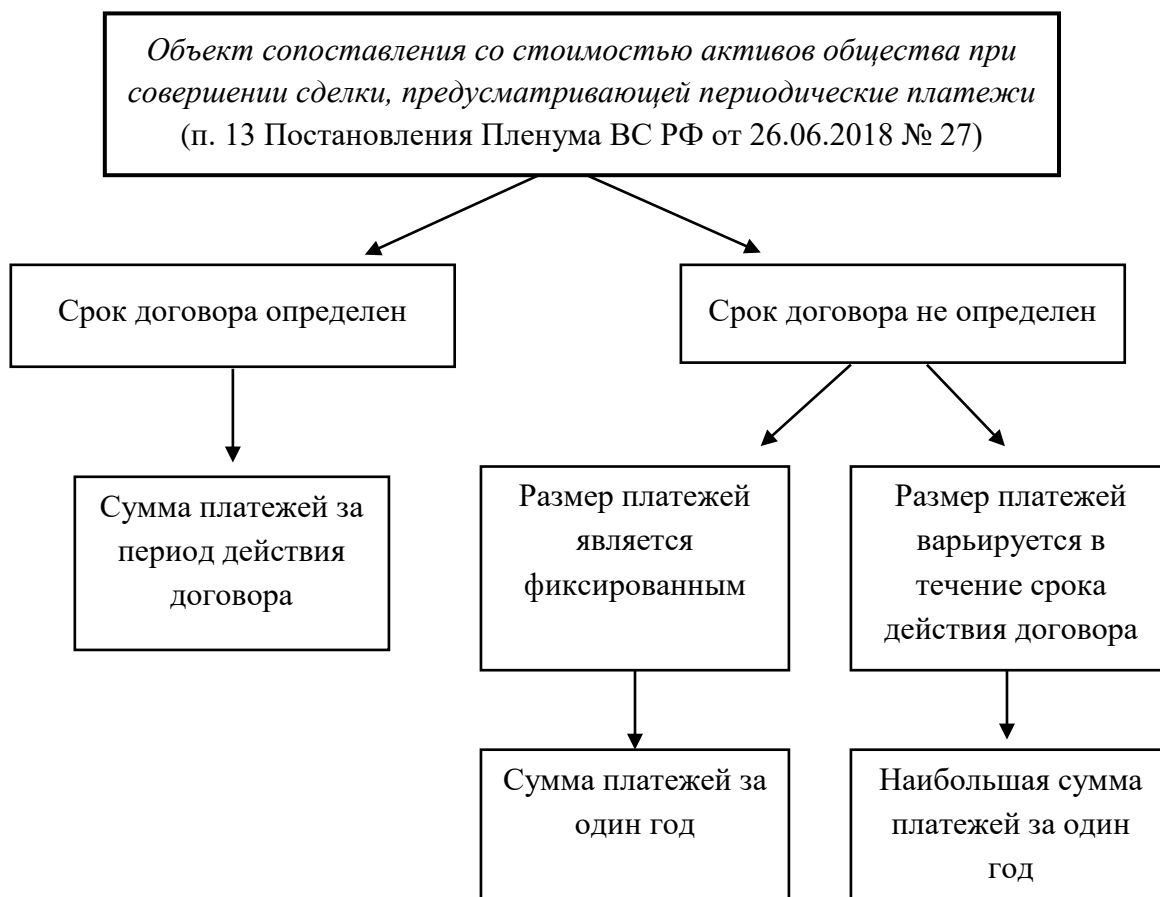 Объект сопоставления со стоимостью активов общества при
совершении сделки, предусматривающей периодические платежи
(п. 13 Постановления Пленума ВС РФ от 26.06.2018 № 27)
Срок договора определен
Срок договора не определен
Сумма платежей за
период действия
договора
Размер платежей
является
фиксированным
Размер платежей
варьируется в
течение срока
действия договора
Сумма платежей за
один год
Наибольшая сумма
платежей за один
год